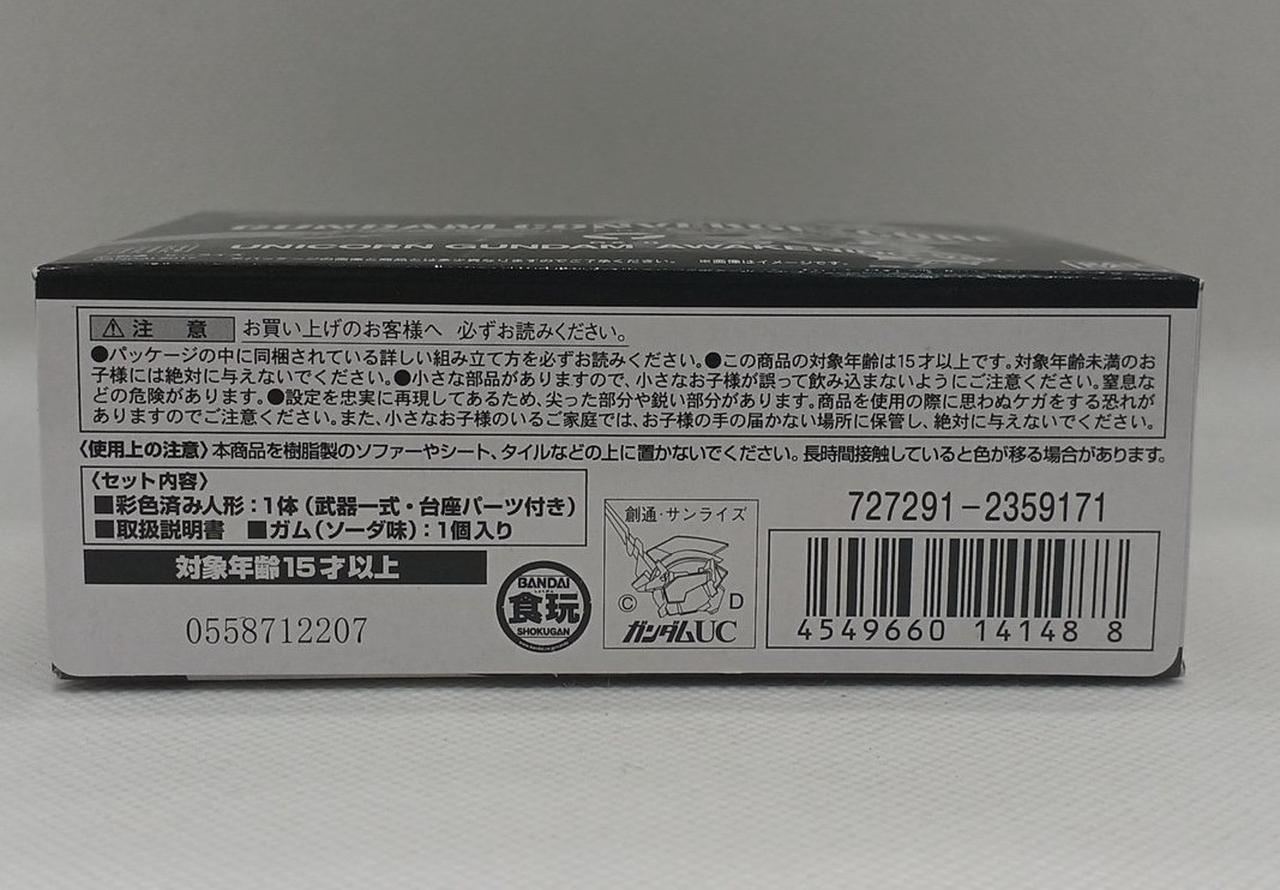 UNICORN GUNDAM
※画像はイメージです。
⚠注 意 お買い上げのお客様へ 必ずお読みください。
●パッケージの中に同梱されている詳しい組み立て方を必ずお読みください。●この商品の対象年齢は15才以上です。対象年齢未満のお
子様には絶対に与えないでください。●小さな部品がありますので、小さなお子様が誤って飲み込まないようにご注意ください。窒息な
どの危険があります。●設定を忠実に再現してあるため、尖った部分や鋭い部分があります。商品を使用の際に思わぬケガをする恐れが
ありますのでご注意ください。また、小さなお子様のいるご家庭では、お子様の手の届かない場所に保管し、絶対に与えないでください。
〈使用上の注意〉本商品を樹脂製のソファーやシート、タイルなどの上に置かないでください。長時間接触していると色が移る場合があります。
〈セット内容〉
■彩色済み人形：1体（武器一式・台座パーツ付き）
■取扱説明書 ■ガム（ソーダ味）：1個入り
対象年齢15才以上
0558712207
BANDAI
食玩
SHOKUGAN
創通・サンライズ
© D
ガンダムUC
727291-2359171
4549660 14148 8